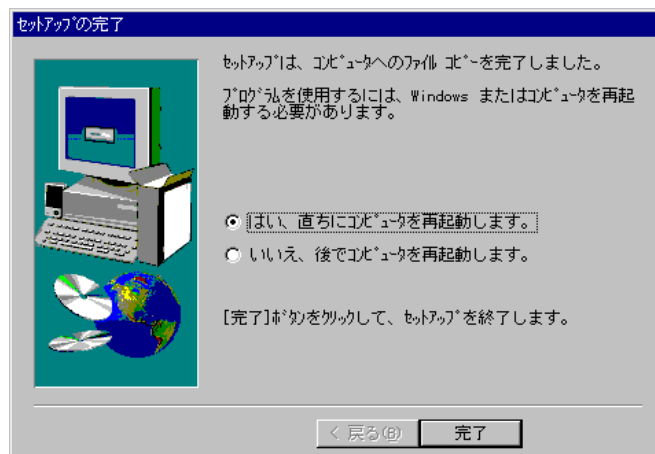 ｾｯﾄｱｯﾌﾟの完了
ｾｯﾄｱｯﾌﾟは、ｺﾝﾋﾟｭｰﾀへのﾌｧｲﾙ ｺﾋﾟｰを完了しました。
ﾌﾟﾛｸﾞﾗﾑを使用するには、Windows またはｺﾝﾋﾟｭｰﾀを再起
動する必要があります。
はい、直ちにｺﾝﾋﾟｭｰﾀを再起動します。
いいえ、後でｺﾝﾋﾟｭｰﾀを再起動します。
[完了]ﾎﾞﾀﾝをｸﾘｯｸして、ｾｯﾄｱｯﾌﾟを終了します。
< 戻る(B)
完了